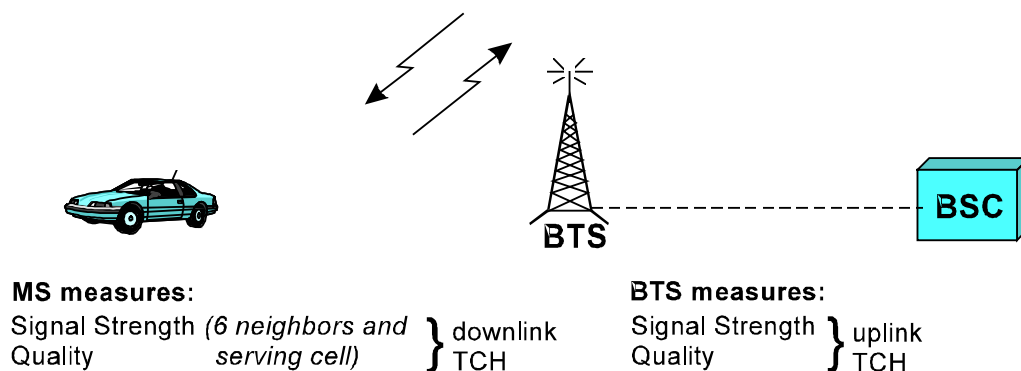 BTS
BSC
MS measures:
Signal Strength (6 neighbors and
Quality serving cell)
} downlink
TCH
BTS measures:
Signal Strength
Quality
} uplink
TCH